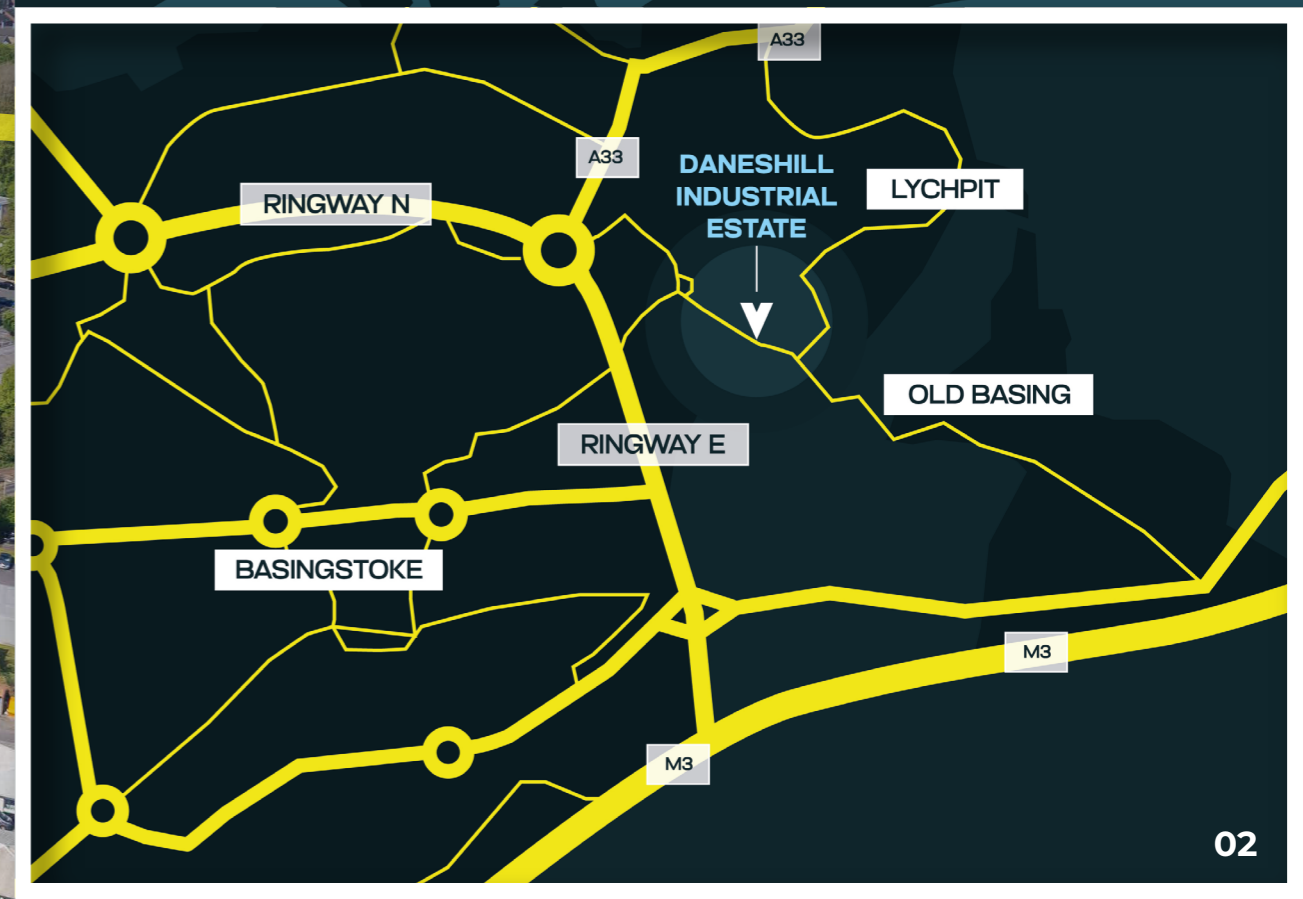 A33
A33
DANESHILL
INDUSTRIAL
ESTATE
LYCHPIT
RINGWAY N
OLD BASING
RINGWAY E
BASINGSTOKE
M3
M3
02